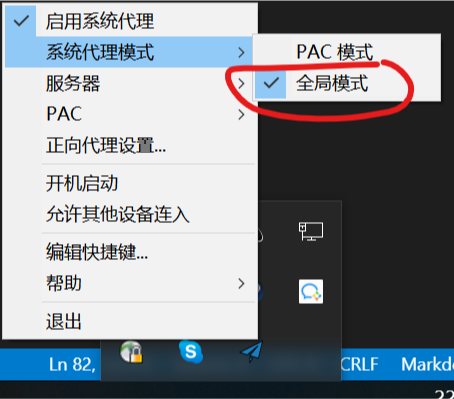 启用系统代理
系统代理模式
PAC 模式
服务器
全局模式
PAC
正向代理设置...
开机启动
允许其他设备连入
编辑快捷键...
帮助
退出
Ln 82,
CRLF
Markd
22